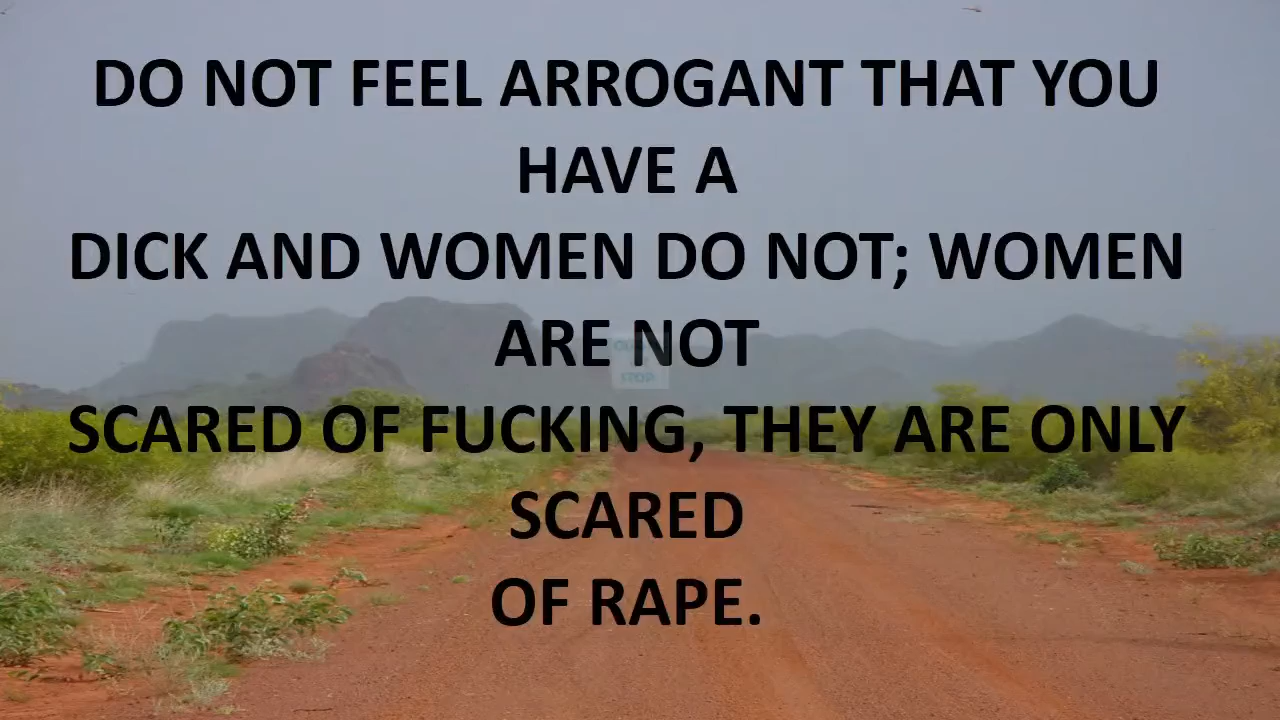 DO NOT FEEL ARROGANT THAT YOU
HAVE A
DICK AND WOMEN DO NOT; WOMEN
ARE NOT
SCARED OF FUCKING, THEY ARE ONLY
SCARED
OF RAPE.